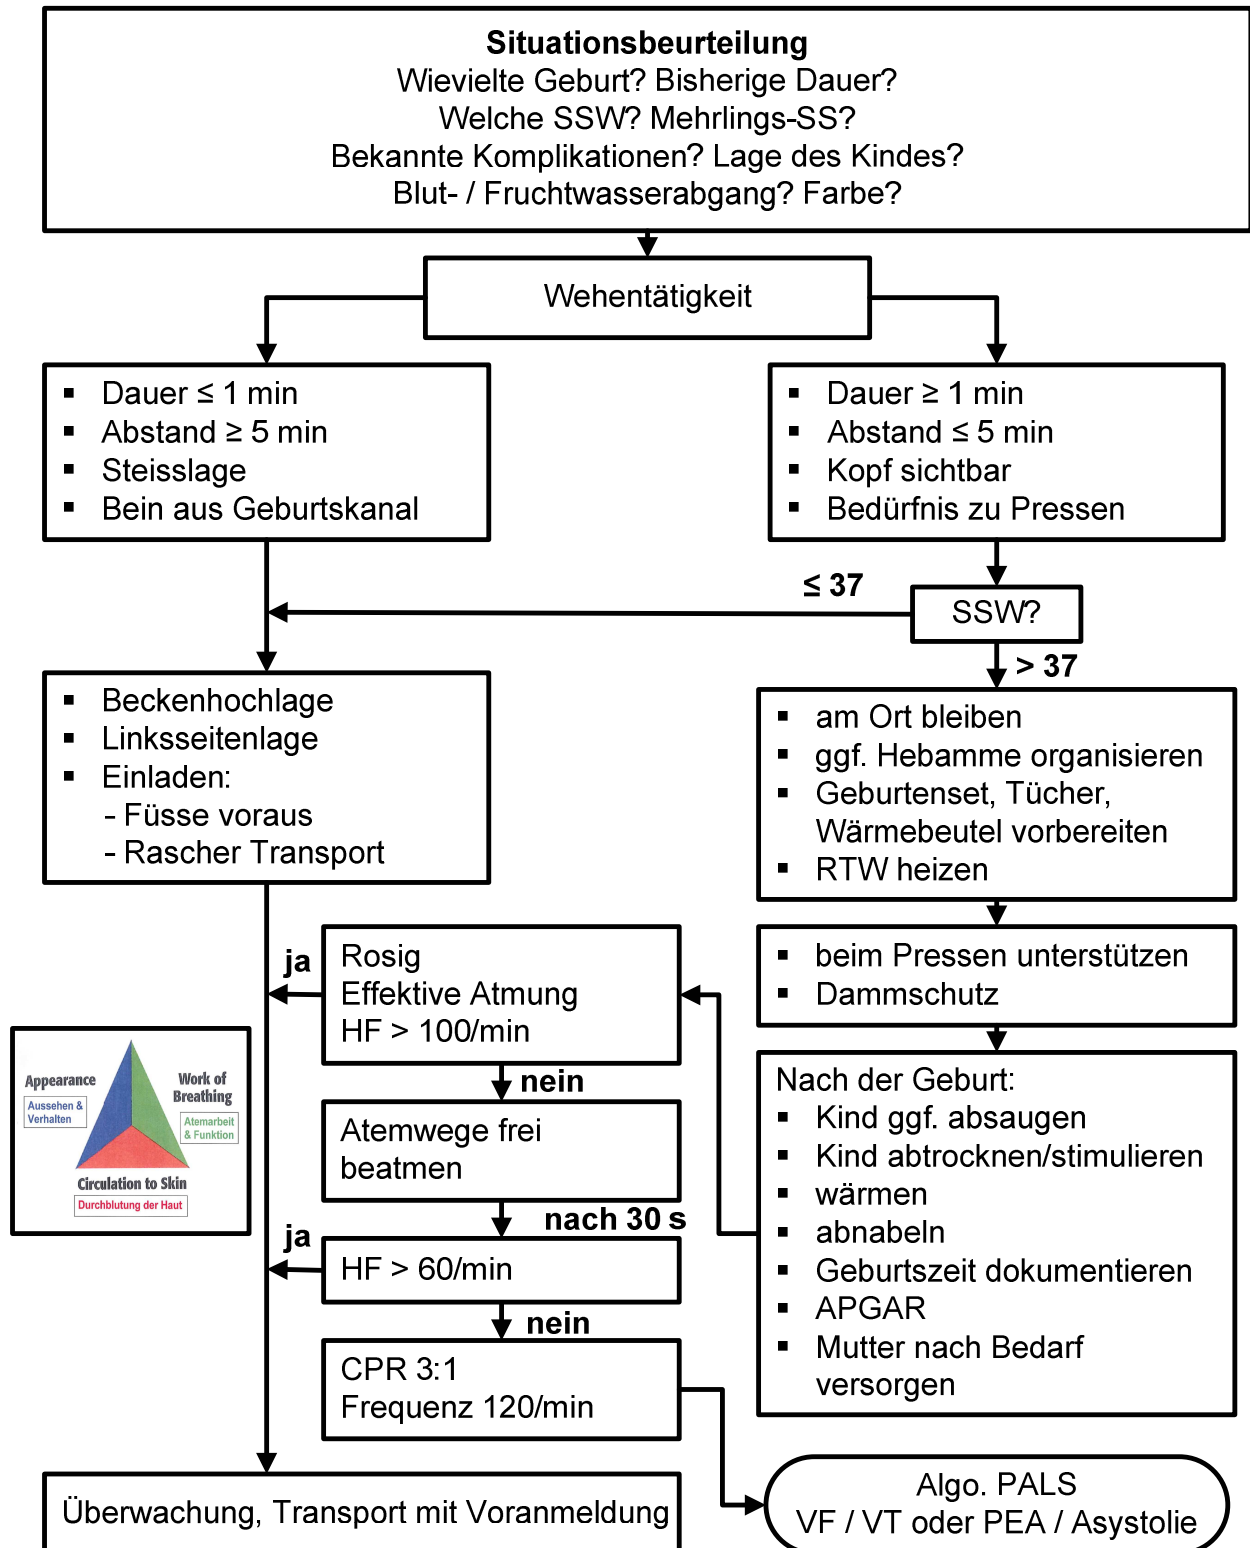 Situationsbeurteilung
Wievielte Geburt? Bisherige Dauer?
Welche SSW? Mehrlings-SS?
Bekannte Komplikationen? Lage des Kindes?
Blut- / Fruchtwasserabgang? Farbe?
Wehentätigkeit
▪ Dauer ≤ 1 min
▪ Abstand ≥ 5 min
▪ Steisslage
▪ Bein aus Geburtskanal
▪ Dauer ≥ 1 min
▪ Abstand ≤ 5 min
▪ Kopf sichtbar
▪ Bedürfnis zu Pressen
≤ 37
SSW?
> 37
▪ Beckenhochlage
▪ Linksseitenlage
▪ Einladen:
- Füsse voraus
- Rascher Transport
▪ am Ort bleiben
▪ ggf. Hebamme organisieren
▪ Geburtenset, Tücher,
Wärmebeutel vorbereiten
▪ RTW heizen
▪ beim Pressen unterstützen
▪ Dammschutz
Nach der Geburt:
▪ Kind ggf. absaugen
▪ Kind abtrocknen/stimulieren
▪ wärmen
▪ abnabeln
▪ Geburtszeit dokumentieren
▪ APGAR
▪ Mutter nach Bedarf
versorgen
ja
Rosig
Effektive Atmung
HF > 100/min
nein
Atemwege frei
beatmen
nach 30 s
ja
HF > 60/min
nein
CPR 3:1
Frequenz 120/min
Appearance
Aussehen &
Verhalten
Work of
Breathing
Atemarbeit
& Funktion
Circulation to Skin
Durchblutung der Haut
Überwachung, Transport mit Voranmeldung
Algo. PALS
VF / VT oder PEA / Asystolie